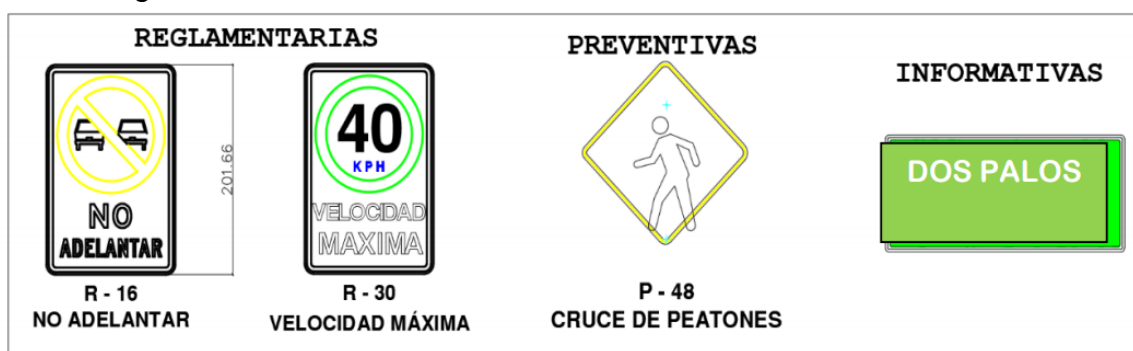 REGLAMENTARIAS
NO
ADELANTAR
201.66
R - 16
NO ADELANTAR
40
KPH
VELOCIDAD
MAXIMA
R - 30
VELOCIDAD MÁXIMA
PREVENTIVAS
P - 48
CRUCE DE PEATONES
INFORMATIVAS
DOS PALOS